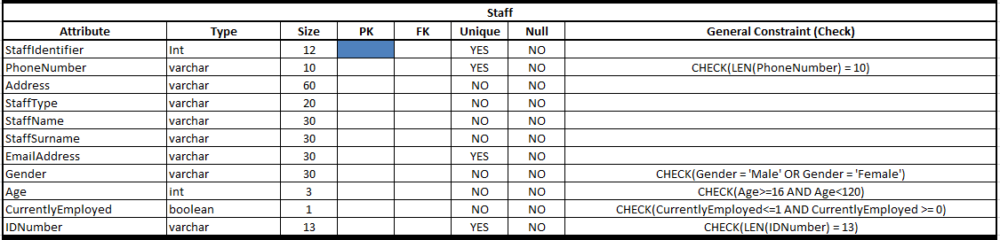 Staff
Attribute Type Size PK FK Unique Null General Constraint (Check)
StaffIdentifier Int 12 YES NO
PhoneNumber varchar 10 YES NO CHECK(LEN(PhoneNumber) = 10)
Address varchar 60 NO NO
StaffType varchar 20 NO NO
StaffName varchar 30 NO NO
StaffSurname varchar 30 NO NO
EmailAddress varchar 30 YES NO
Gender varchar 30 NO NO CHECK(Gender = 'Male' OR Gender = 'Female')
Age int 3 NO NO CHECK(Age>=16 AND Age<120)
CurrentlyEmployed boolean 1 NO NO CHECK(CurrentlyEmployed<=1 AND CurrentlyEmployed >= 0)
IDNumber varchar 13 YES NO CHECK(LEN(IDNumber) = 13)